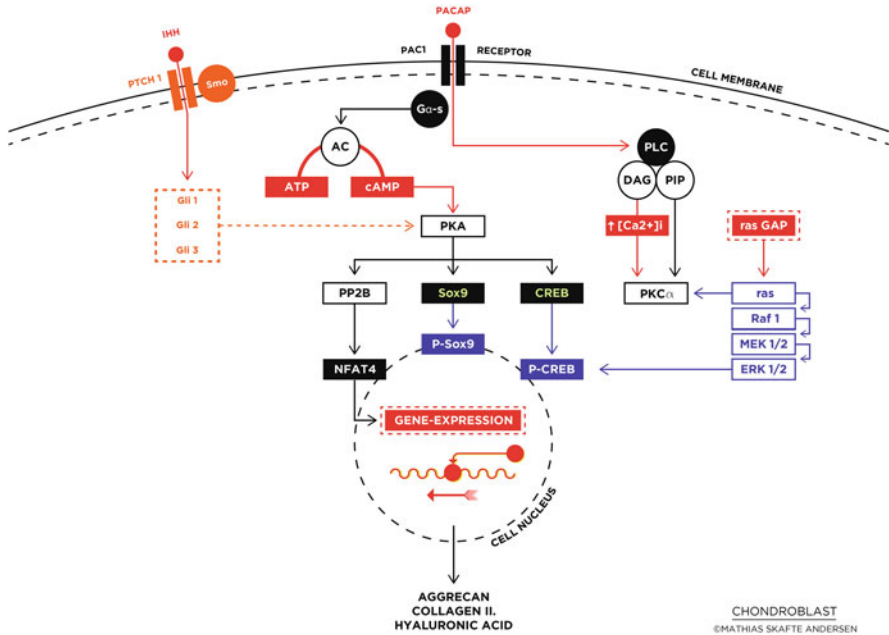 PACAP
IHH
PAC1
RECEPTOR
PTCH 1
Smo
CELL MEMBRANE
Gα-s
AC
PLC
ATP
cAMP
DAG
PIP
Gli 1
Gli 2
Gli 3
PKA
↑ [Ca2+]i
ras GAP
PP2B
Sox9
CREB
PKCα
ras
Raf 1
P-Sox9
MEK 1/2
NFAT4
P-CREB
ERK 1/2
GENE-EXPRESSION
CELL NUCLEUS
AGGRECAN
COLLAGEN II.
HYALURONIC ACID
CHONDROBLAST
©MATHIAS SKAFTE ANDERSEN